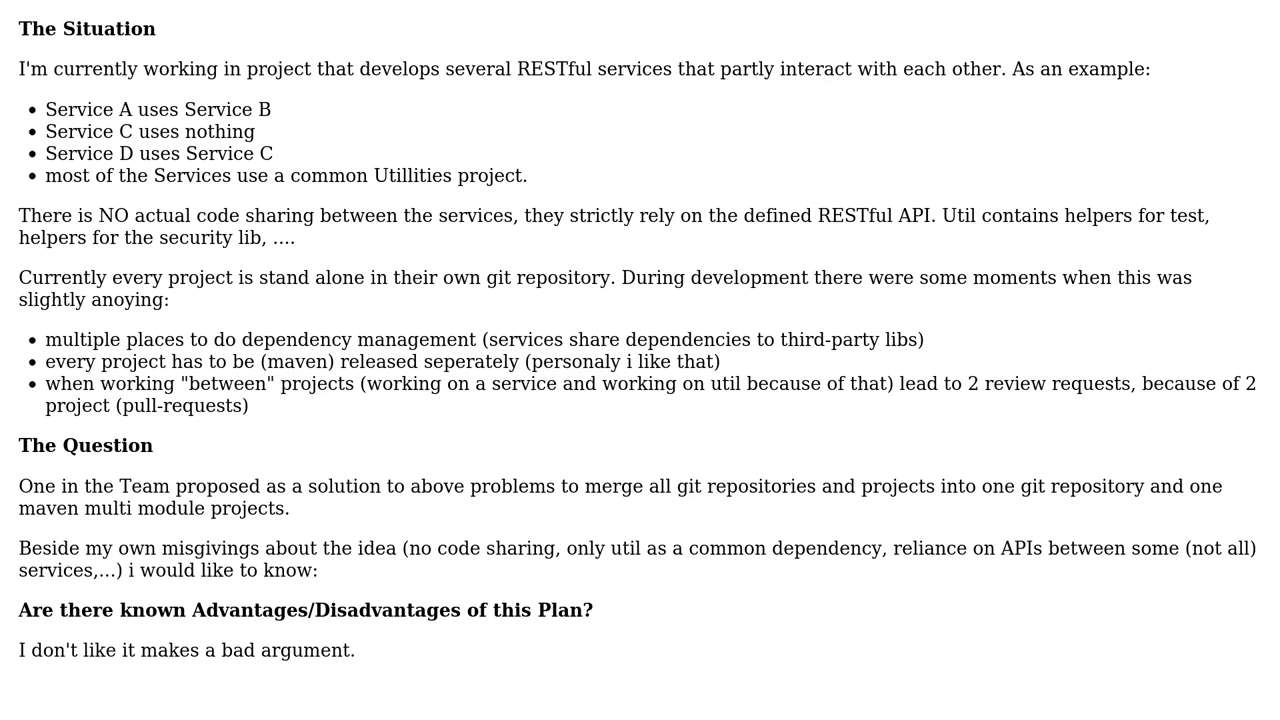 The Situation
I'm currently working in project that develops several RESTful services that partly interact with each other. As an example:
• Service A uses Service B
• Service C uses nothing
• Service D uses Service C
• most of the Services use a common Utillities project.
There is NO actual code sharing between the services, they strictly rely on the defined RESTful API. Util contains helpers for test,
helpers for the security lib, ....
Currently every project is stand alone in their own git repository. During development there were some moments when this was
slightly anoying:
• multiple places to do dependency management (services share dependencies to third-party libs)
• every project has to be (maven) released seperately (personaly i like that)
• when working "between" projects (working on a service and working on util because of that) lead to 2 review requests, because of 2
project (pull-requests)
The Question
One in the Team proposed as a solution to above problems to merge all git repositories and projects into one git repository and one
maven multi module projects.
Beside my own misgivings about the idea (no code sharing, only util as a common dependency, reliance on APIs between some (not all)
services,...) i would like to know:
Are there known Advantages/Disadvantages of this Plan?
I don't like it makes a bad argument.